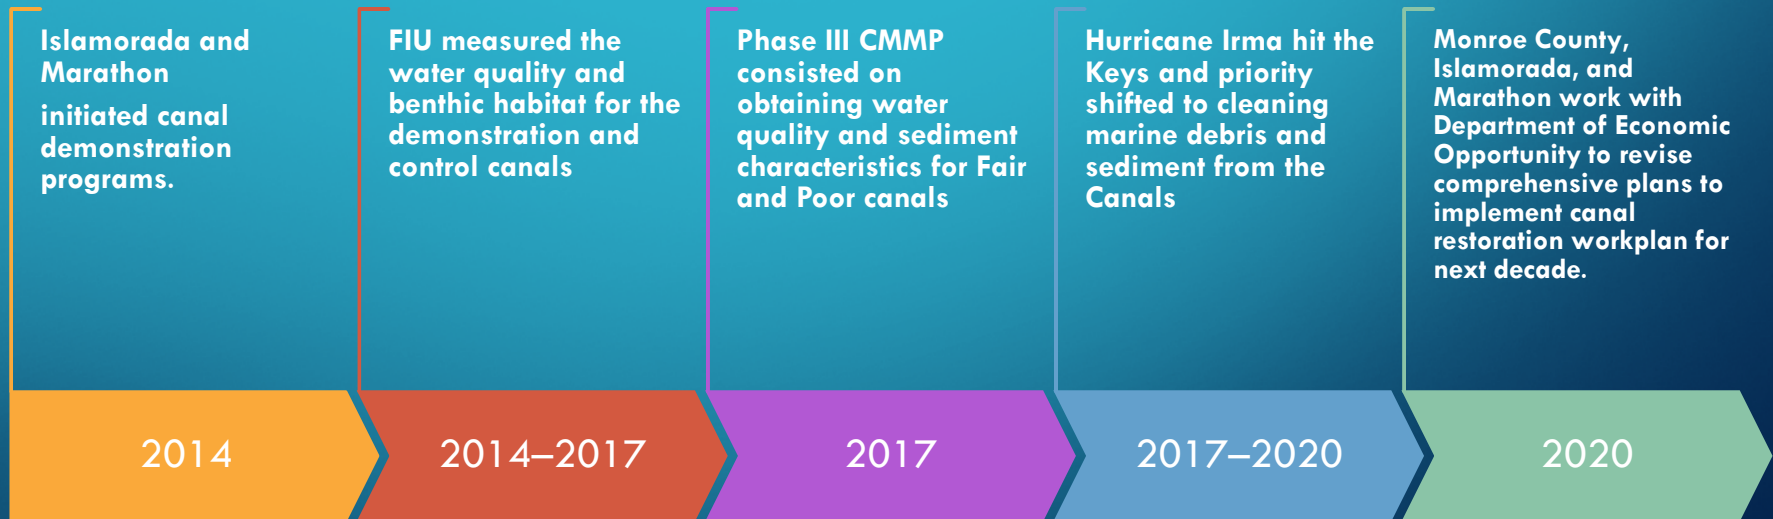 Islamorada and
Marathon
initiated canal
demonstration
programs.
FIU measured the
water quality and
benthic habitat for the
demonstration and
control canals
Phase III CMMP
consisted on
obtaining water
quality and sediment
characteristics for Fair
and Poor canals
Hurricane Irma hit the
Keys and priority
shifted to cleaning
marine debris and
sediment from the
Canals
Monroe County,
Islamorada, and
Marathon work with
Department of Economic
Opportunity to revise
comprehensive plans to
implement canal
restoration workplan for
next decade.
2014
2014–2017
2017
2017–2020
2020